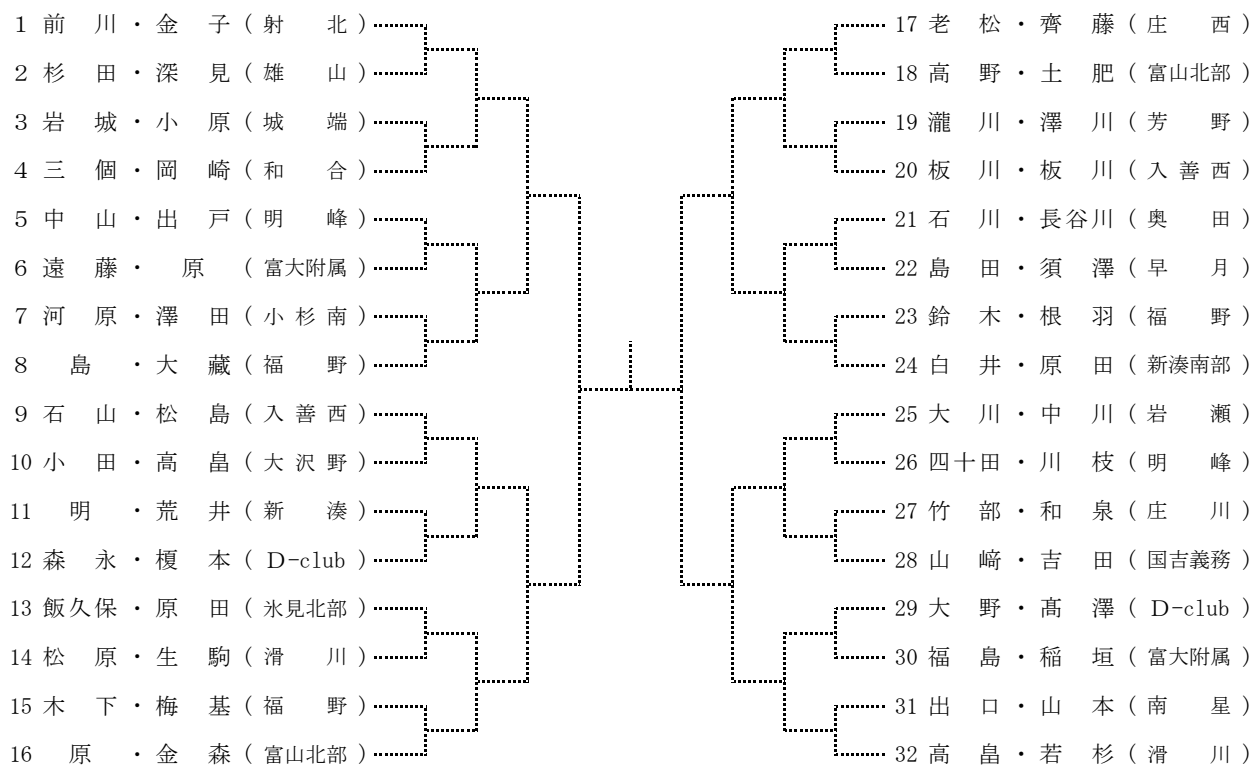 1 前川・金子(射北)
2 杉田・深見(雄山)
3 岩城・小原(城端)
4 三個・岡崎(和合)
5 中山・出戸(明峰)
6 遠藤・原(富大附属)
7 河原・澤田(小杉南)
8 島・大藏(福野)
9 石山・松島(入善西)
10 小田・高畠(大沢野)
11 明・荒井(新湊)
12 森永・榎本(D-club)
13 飯久保・原田(氷見北部)
14 松原・生駒(滑川)
15 木下・梅基(福野)
16 原・金森(富山北部)
17 老松・齊藤(庄西)
18 高野・土肥(富山北部)
19 瀧川・澤川(芳野)
20 板川・板川(入善西)
21 石川・長谷川(奥田)
22 島田・須澤(早月)
23 鈴木・根羽(福野)
24 白井・原田(新湊南部)
25 大川・中川(岩瀬)
26 四十田・川枝(明峰)
27 竹部・和泉(庄川)
28 山﨑・吉田(国吉義務)
29 大野・髙澤(D-club)
30 福島・稲垣(富大附属)
31 出口・山本(南星)
32 高畠・若杉(滑川)